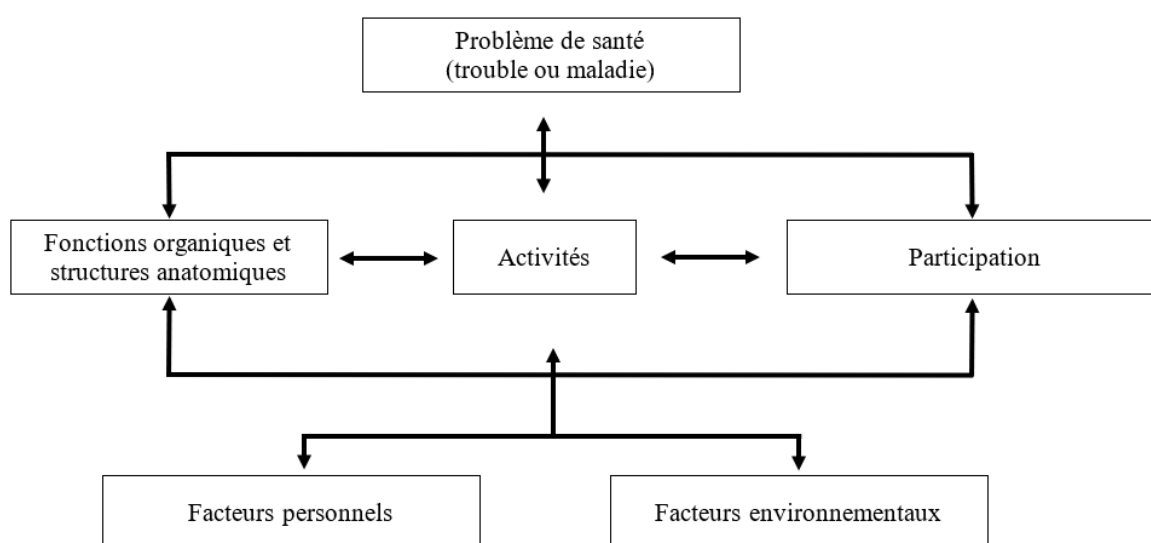 Problème de santé
(trouble ou maladie)
Fonctions organiques et
structures anatomiques
Activités
Participation
Facteurs personnels
Facteurs environnementaux